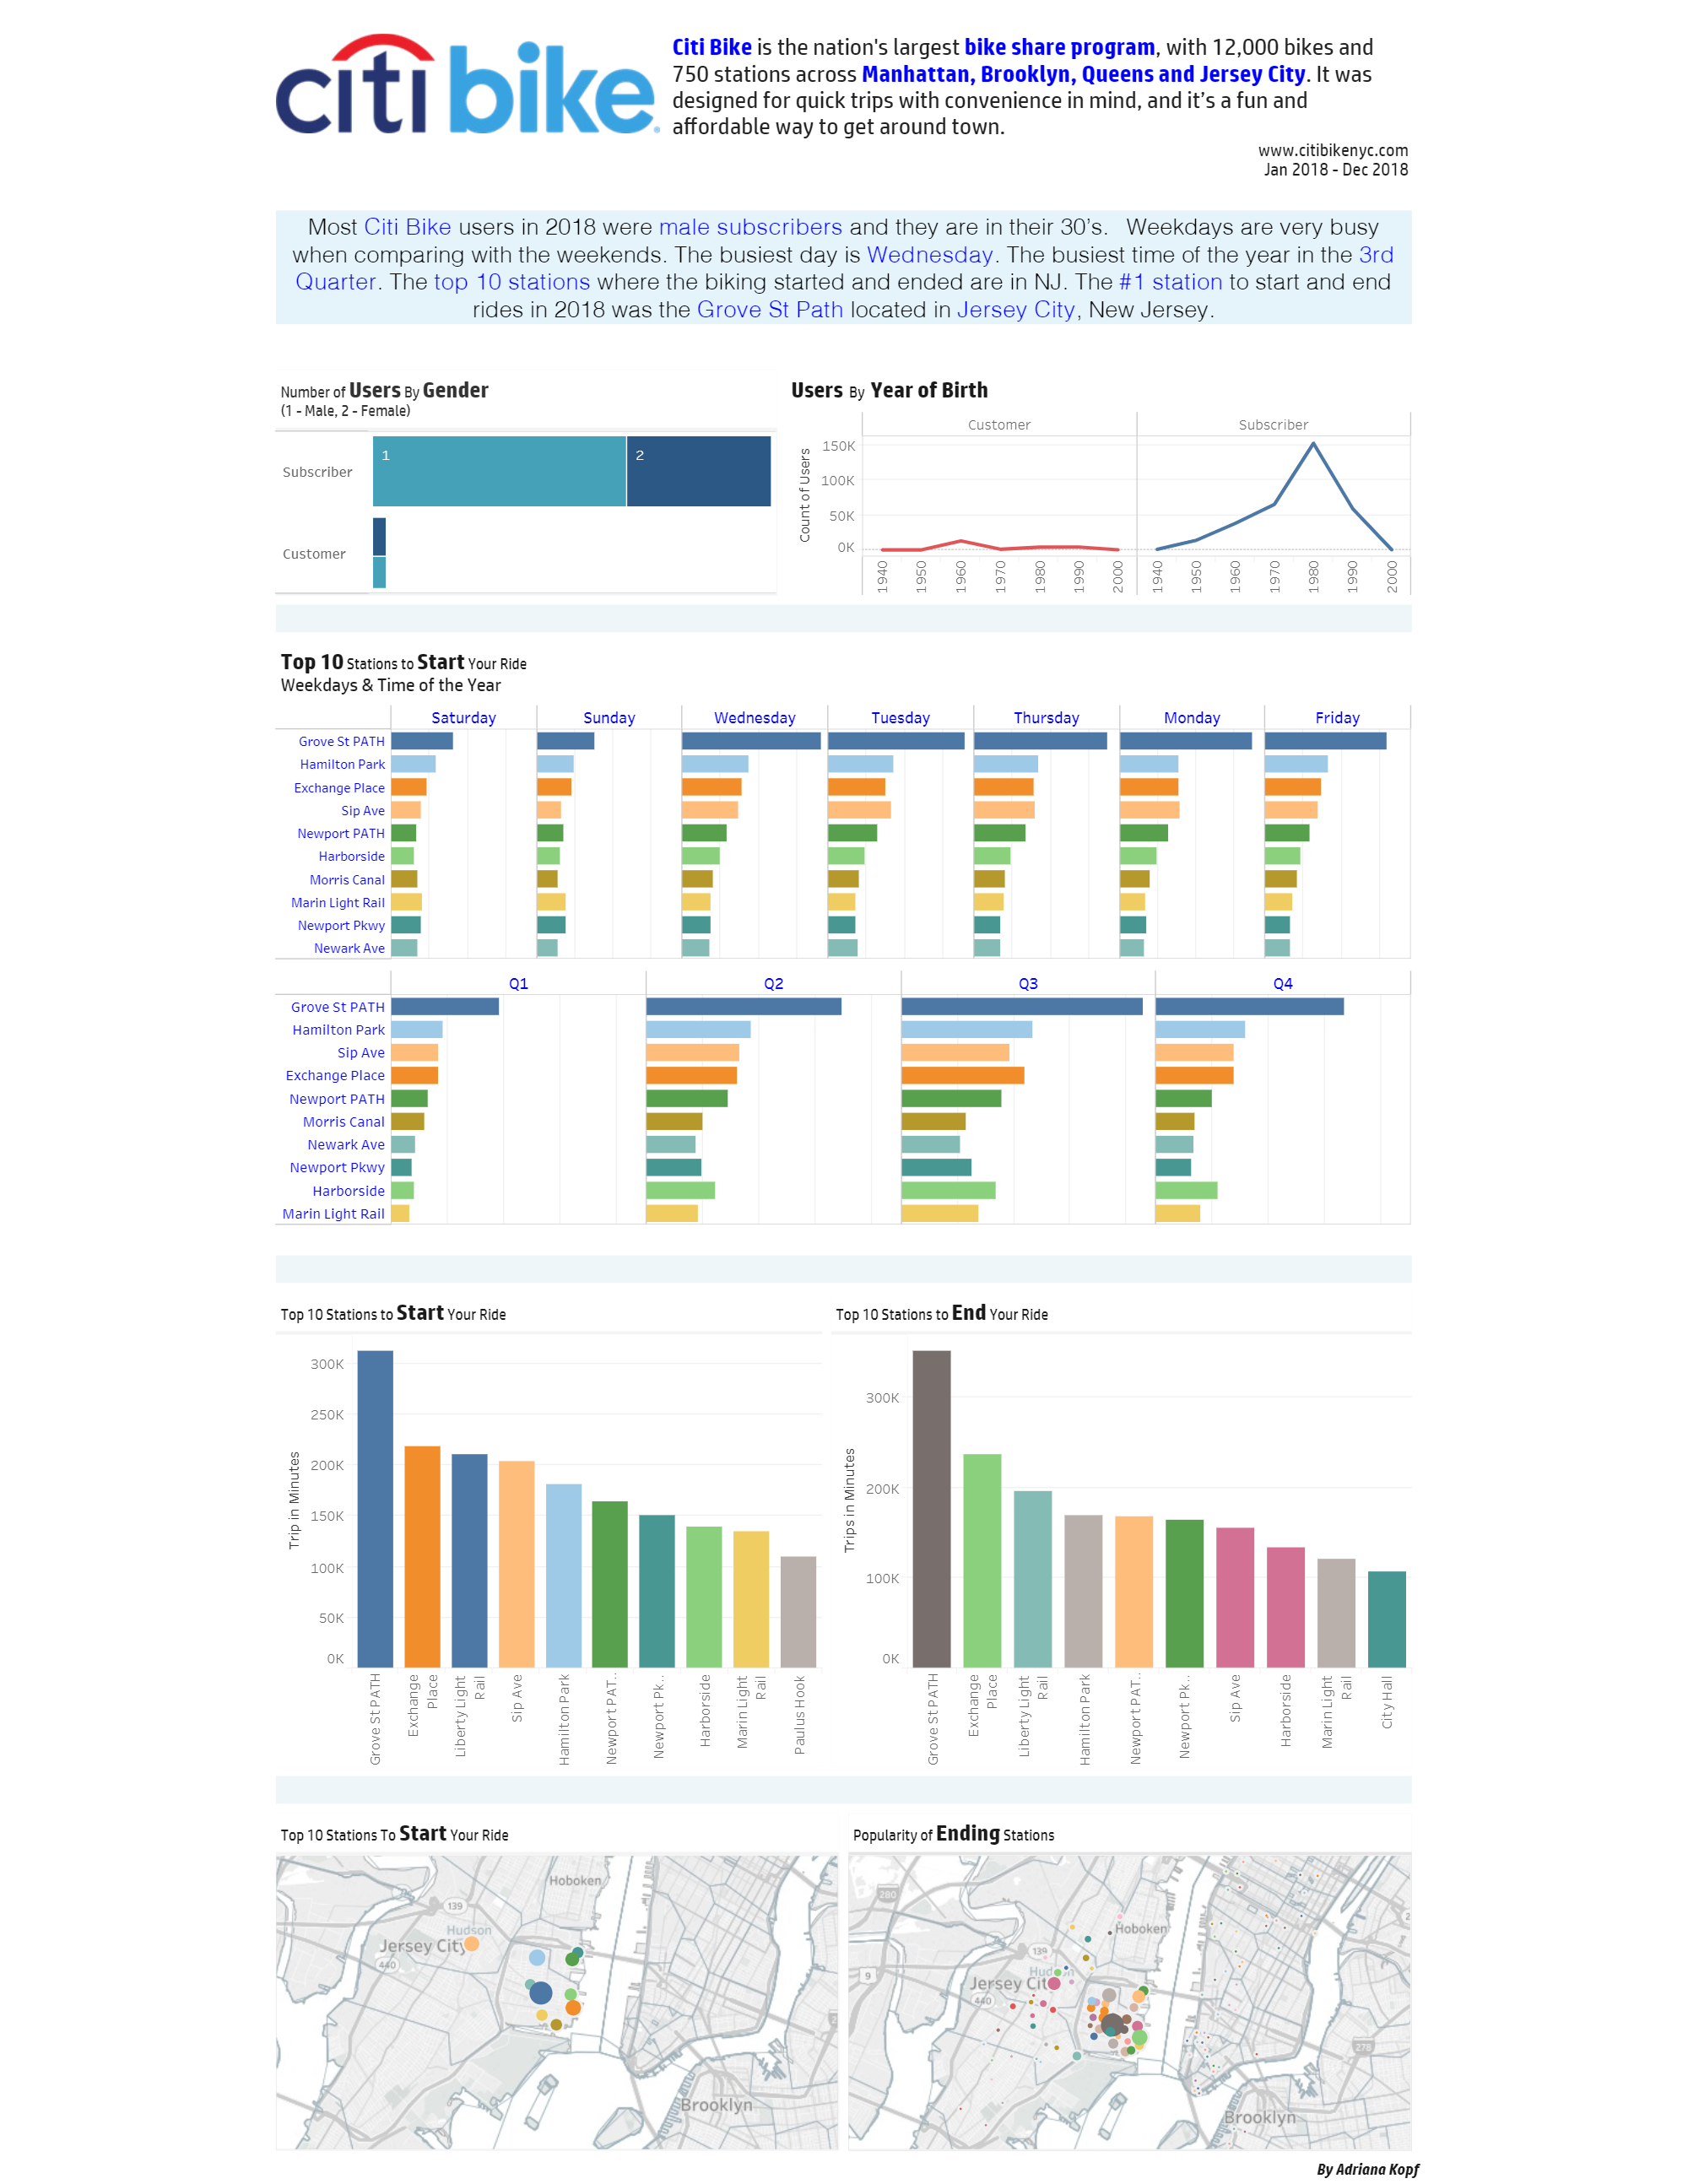 citi bike
Citi Bike is the nation's largest bike share program, with 12,000 bikes and
750 stations across Manhattan, Brooklyn, Queens and Jersey City. It was
designed for quick trips with convenience in mind, and it's a fun and
affordable way to get around town.
www.citibikenyc.com
Jan 2018 - Dec 2018
Most Citi Bike users in 2018 were male subscribers and they are in their 30's. Weekdays are very busy
when comparing with the weekends. The busiest day is Wednesday. The busiest time of the year in the 3rd
Quarter. The top 10 stations where the biking started and ended are in NJ. The #1 station to start and end
rides in 2018 was the Grove St Path located in Jersey City, New Jersey.
Number of Users By Gender
(1 - Male, 2 - Female)
Subscriber
1
2
Customer
Users By Year of Birth
Customer
Subscriber
Count of Users
150K
100K
50K
0K
1940
1950
1960
1970
1980
1990
2000
1940
1950
1960
1970
1980
1990
2000
Top 10 Stations to Start Your Ride
Weekdays & Time of the Year
Saturday Sunday Wednesday Tuesday Thursday Monday Friday
Grove St PATH
Hamilton Park
Exchange Place
Sip Ave
Newport PATH
Harborside
Morris Canal
Marin Light Rail
Newport Pkwy
Newark Ave
Q1 Q2 Q3 Q4
Grove St PATH
Hamilton Park
Sip Ave
Exchange Place
Newport PATH
Morris Canal
Newark Ave
Newport Pkwy
Harborside
Marin Light Rail
Top 10 Stations to Start Your Ride
Trip in Minutes
300K
250K
200K
150K
100K
50K
0K
Grove St PATH
Exchange
Place
Liberty Light
Rail
Sip Ave
Hamilton Park
Newport PAT..
Newport Pk..
Harborside
Marin Light
Rail
Paulus Hook
Top 10 Stations to End Your Ride
Trips in Minutes
300K
200K
100K
0K
Grove St PATH
Exchange
Place
Liberty Light
Rail
Hamilton Park
Newport PAT..
Newport Pk..
Sip Ave
Harborside
Marin Light
Rail
City Hall
Top 10 Stations To Start Your Ride
Hoboken
139
Hudson
Jersey City
440
Brooklyn
Popularity of Ending Stations
280
Hoboken
139
9
Hudson
Jersey City
440
278
Brooklyn
By Adriana Kopf